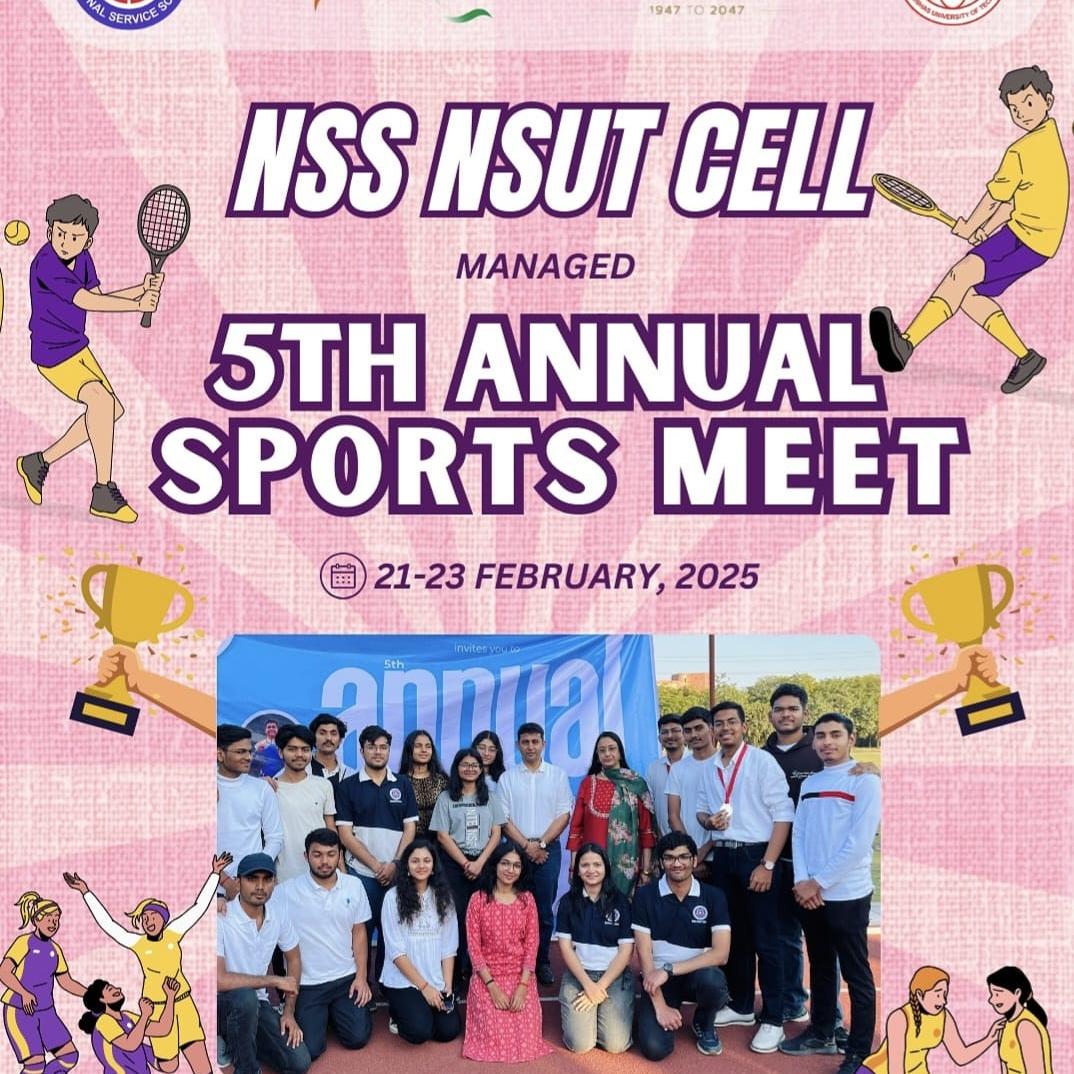 1947 TO 2047
NSS NSUT CELL
MANAGED
5TH ANNUAL
SPORTS MEET
21-23 FEBRUARY, 2025
invites you to
5th
annual